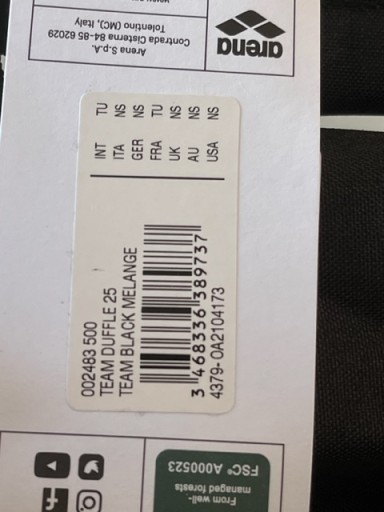 arena
Arena S.p.A.
Contrada Cisterna 84-85 62029
Tolentino (MC), Italy
002483 500
TEAM DUFFLE 25
TEAM BLACK MELANGE
3 468336 389737
4379-0A2104173
INT TU
ITA NS
GER NS
FRA TU
UK NS
AU NS
USA NS
From well-
managed forests
FSC® A000523